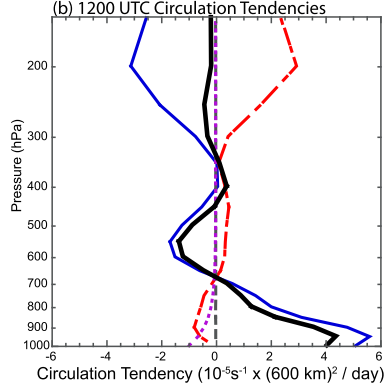 (b) 1200 UTC Circulation Tendencies
Pressure (hPa)
200
300
400
500
600
700
800
900
1000
-6 -4 -2 0 2 4 6
Circulation Tendency (10⁻⁵s⁻¹ x (600 km)² / day)